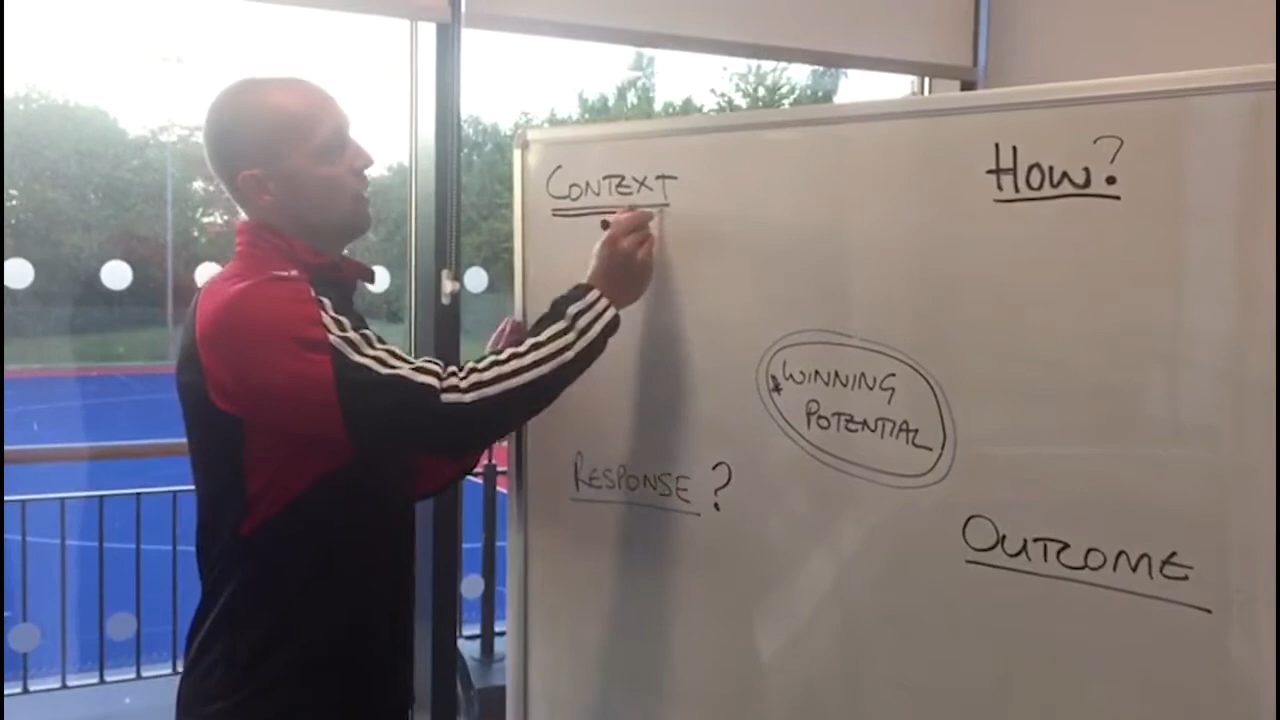 CONTEXT
How?
*WINNING
POTENTIAL
RESPONSE?
OUTCOME